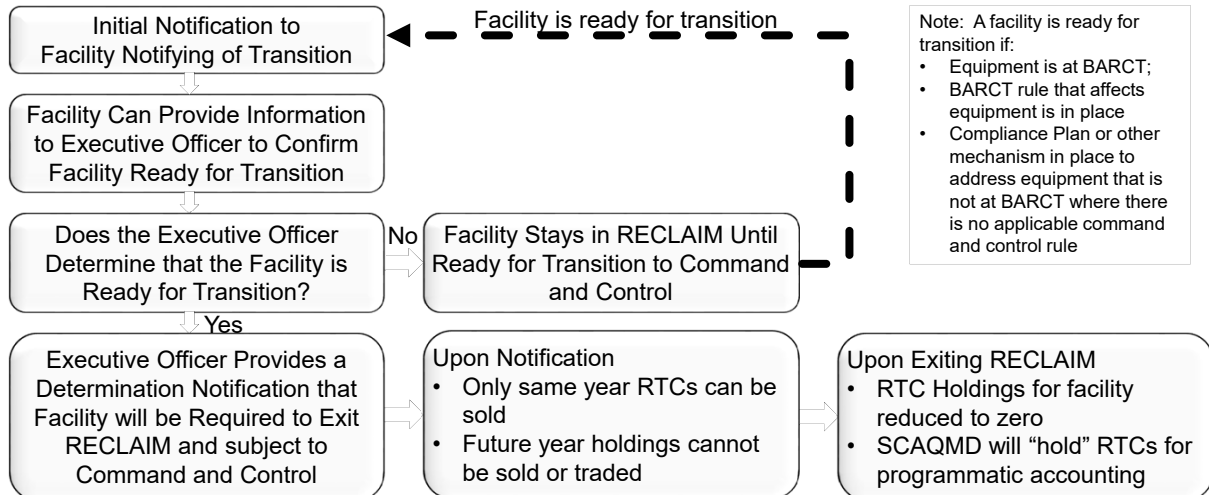 Initial Notification to
Facility Notifying of Transition
Facility is ready for transition
Note:  A facility is ready for
transition if:
• Equipment is at BARCT;
• BARCT rule that affects
equipment is in place
• Compliance Plan or other
mechanism in place to
address equipment that is
not at BARCT where there
is no applicable command
and control rule
Facility Can Provide Information
to Executive Officer to Confirm
Facility Ready for Transition
Does the Executive Officer
Determine that the Facility is
Ready for Transition?
No
Facility Stays in RECLAIM Until
Ready for Transition to Command
and Control
Yes
Executive Officer Provides a
Determination Notification that
Facility will be Required to Exit
RECLAIM and subject to
Command and Control
Upon Notification
• Only same year RTCs can be
sold
• Future year holdings cannot
be sold or traded
Upon Exiting RECLAIM
• RTC Holdings for facility
reduced to zero
• SCAQMD will “hold” RTCs for
programmatic accounting